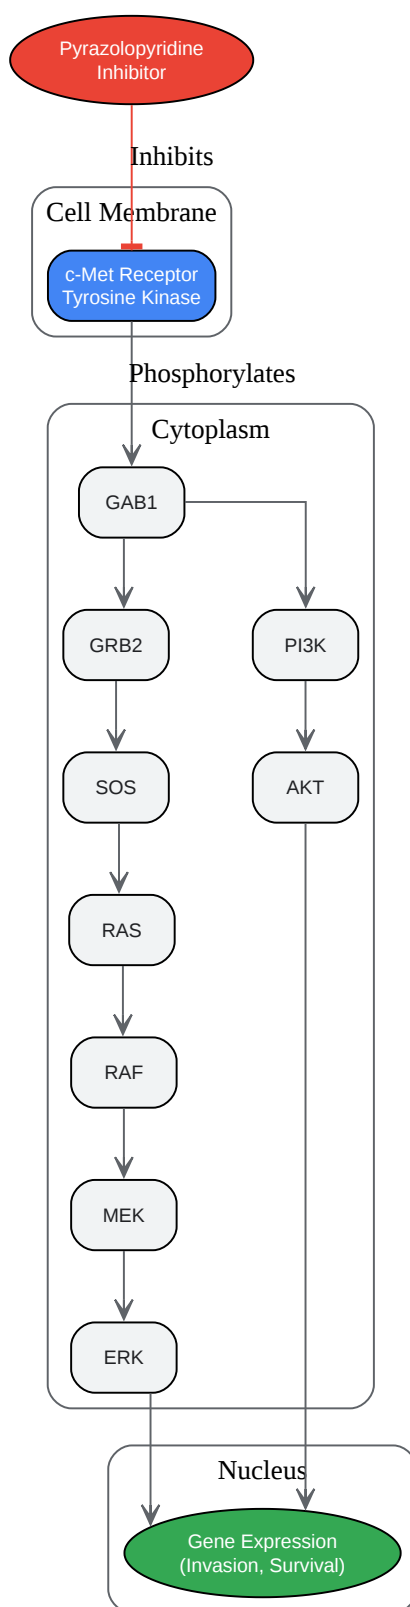 Pyrazolopyridine
Inhibitor
Inhibits
Cell Membrane
c-Met Receptor
Tyrosine Kinase
Phosphorylates
Cytoplasm
GAB1
GRB2
PI3K
SOS
AKT
RAS
RAF
MEK
ERK
Nucleus
Gene Expression
(Invasion, Survival)